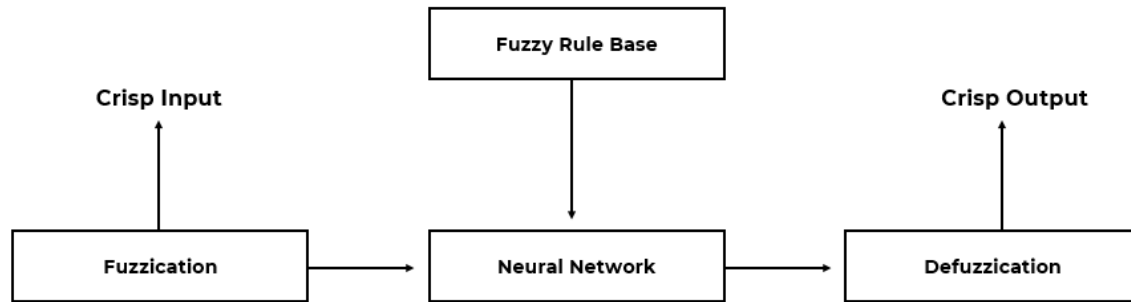 Fuzzy Rule Base
Crisp Input
Crisp Output
Fuzzication
Neural Network
Defuzzication